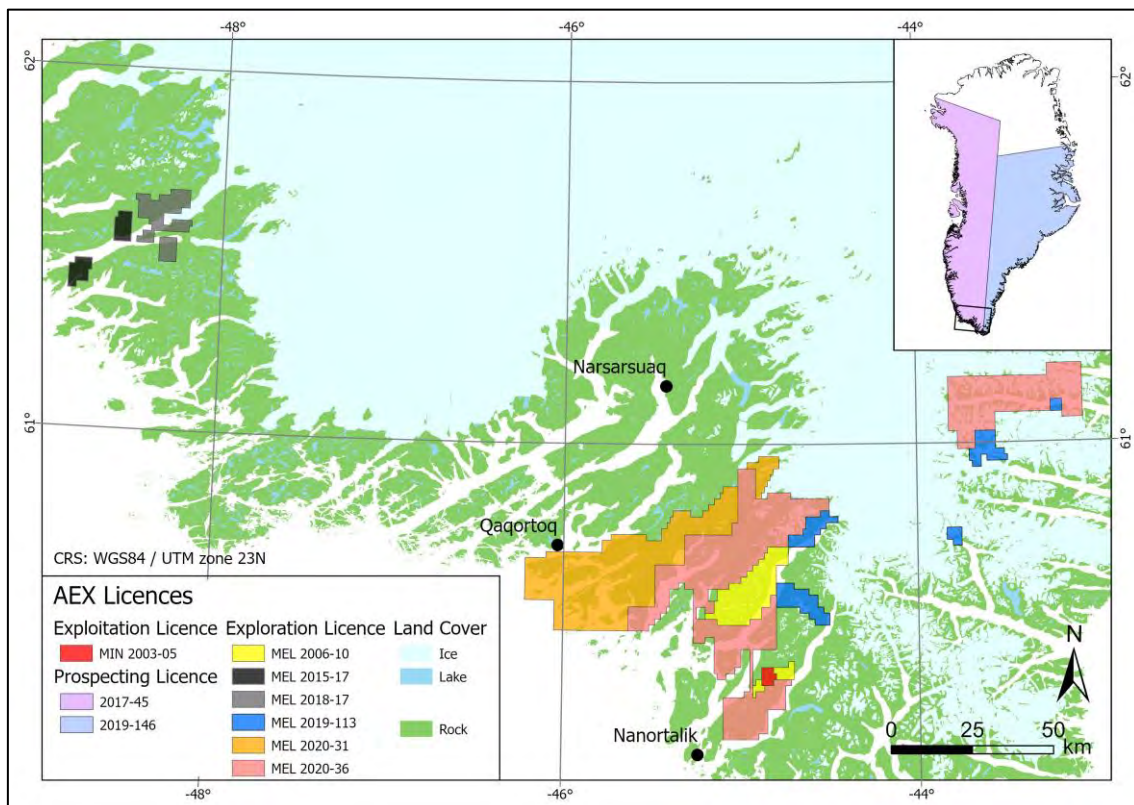 -48° -46° -44°
62° 62°
Narsarsuaq
61° 61°
Qaqortoq
CRS: WGS84 / UTM zone 23N
AEX Licences
Exploitation Licence
MIN 2003-05
Prospecting Licence
2017-45
2019-146
Exploration Licence
MEL 2006-10
MEL 2015-17
MEL 2018-17
MEL 2019-113
MEL 2020-31
MEL 2020-36
Land Cover
Ice
Lake
Rock
Nanortalik
N
0 25 50
km
-48° -46° -44°